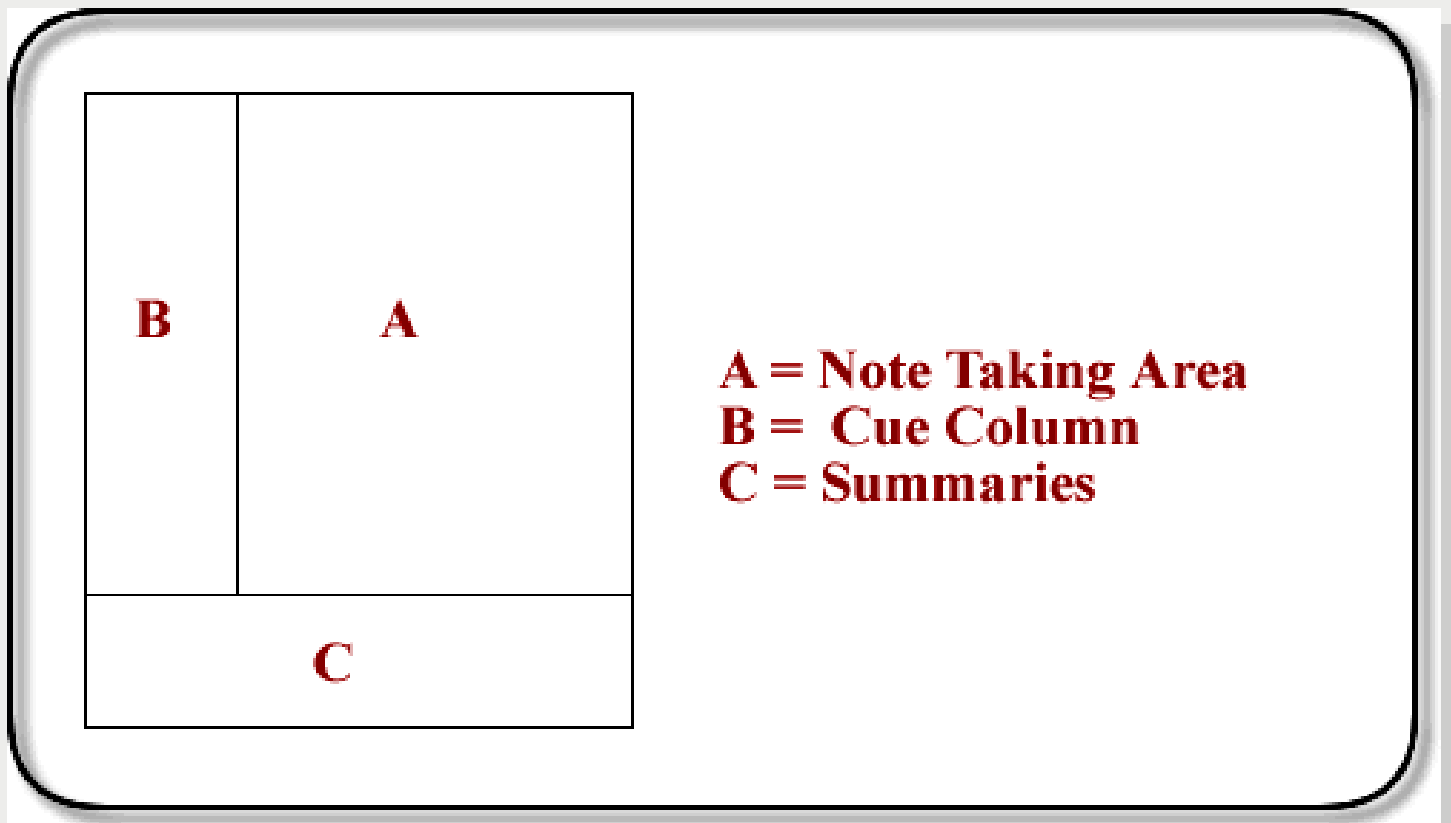 B
A
A = Note Taking Area
B = Cue Column
C = Summaries
C